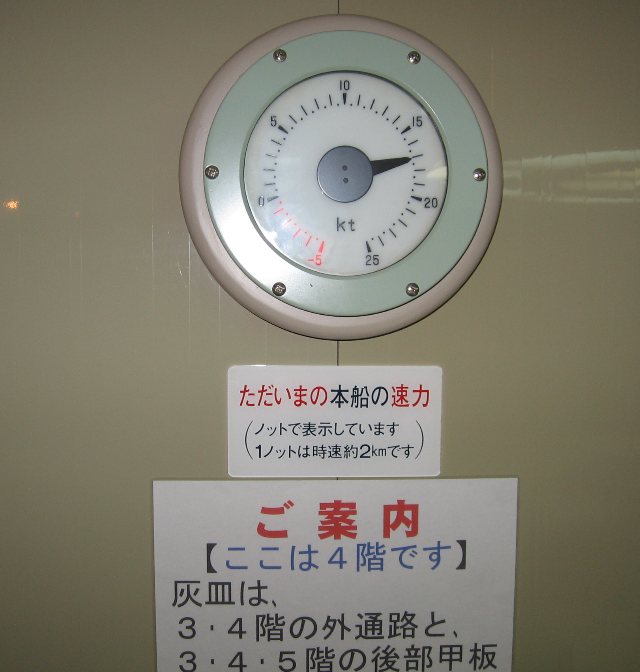 10
5
15
0
20
kt
-5
25
ただいまの本船の速力
(ノットで表示しています
1ノットは時速約2kmです)
ご案内
【ここは4階です】
灰皿は、
3・4階の外通路と、
3・4・5階の後部甲板